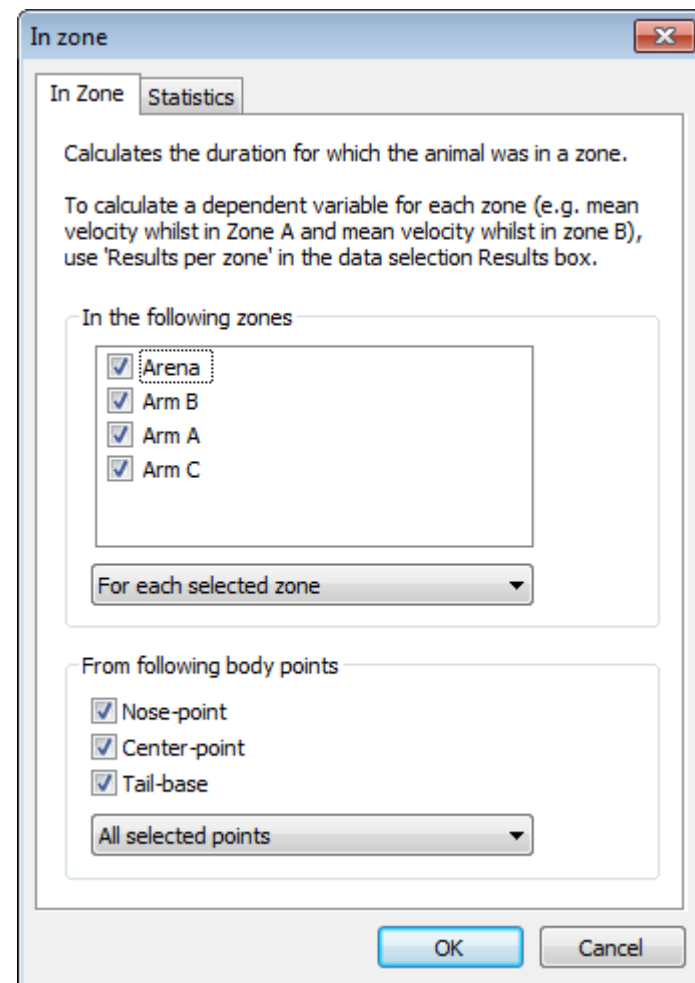 In zone
In Zone
Statistics
Calculates the duration for which the animal was in a zone.
To calculate a dependent variable for each zone (e.g. mean
velocity whilst in Zone A and mean velocity whilst in zone B),
use 'Results per zone' in the data selection Results box.
In the following zones
Arena
Arm B
Arm A
Arm C
For each selected zone
From following body points
Nose-point
Center-point
Tail-base
All selected points
OK
Cancel